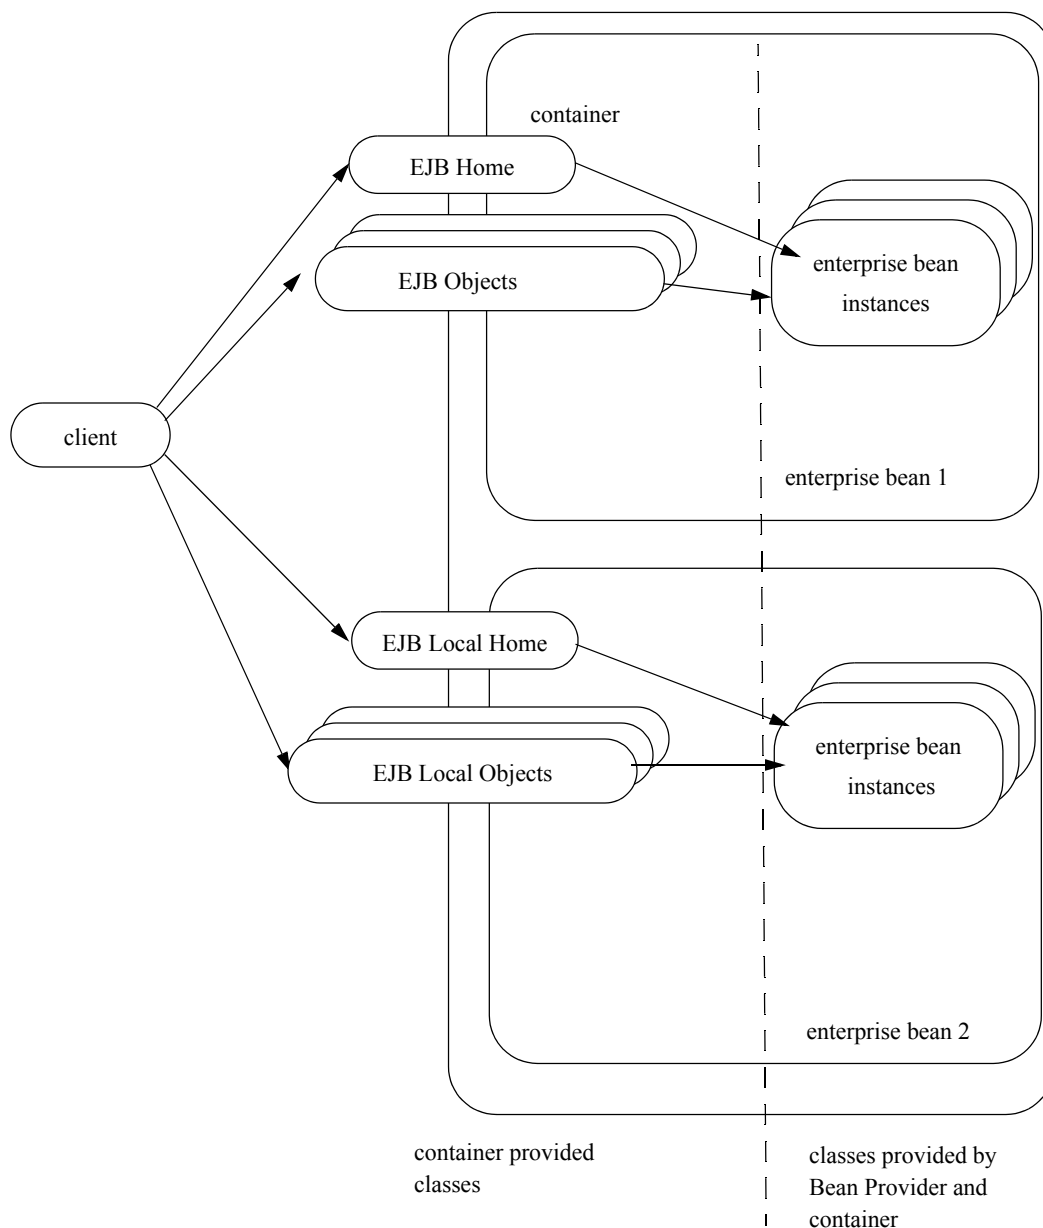 container
EJB Home
EJB Objects
enterprise bean
instances
client
enterprise bean 1
EJB Local Home
EJB Local Objects
enterprise bean
instances
enterprise bean 2
container provided
classes
classes provided by
Bean Provider and
container